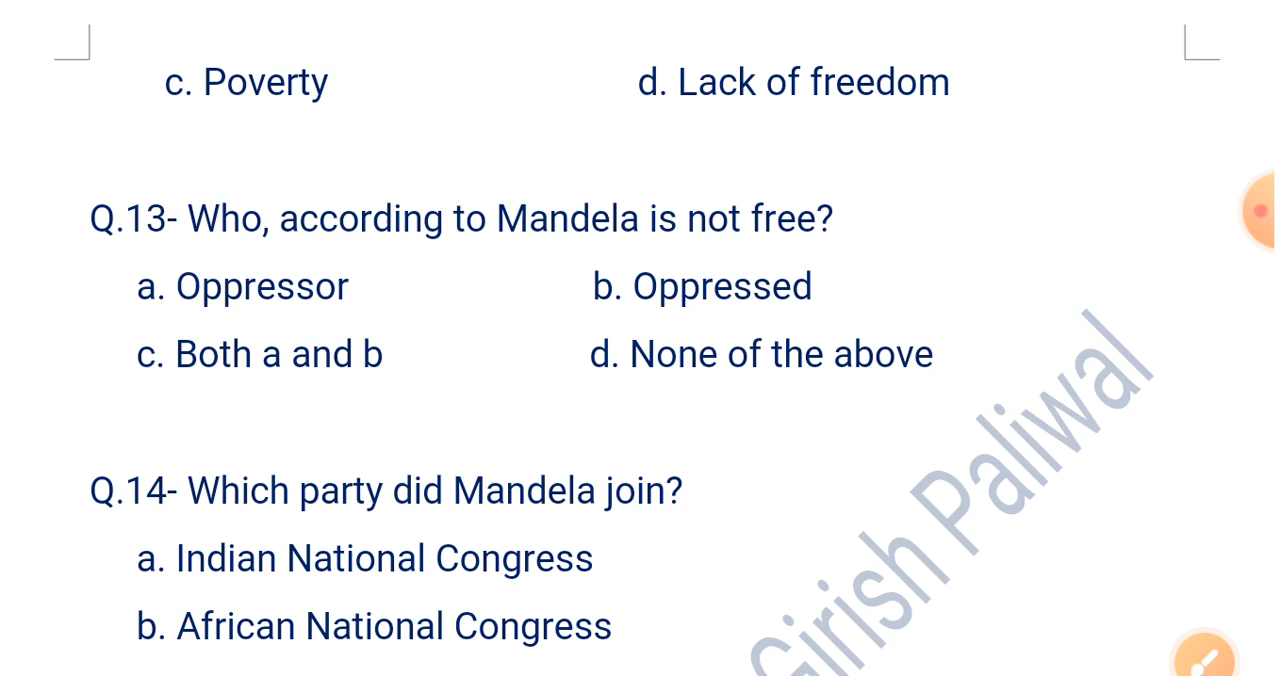 c. Poverty d. Lack of freedom
Q.13- Who, according to Mandela is not free?
a. Oppressor b. Oppressed
c. Both a and b d. None of the above
Q.14- Which party did Mandela join?
a. Indian National Congress
b. African National Congress
Girish Paliwal